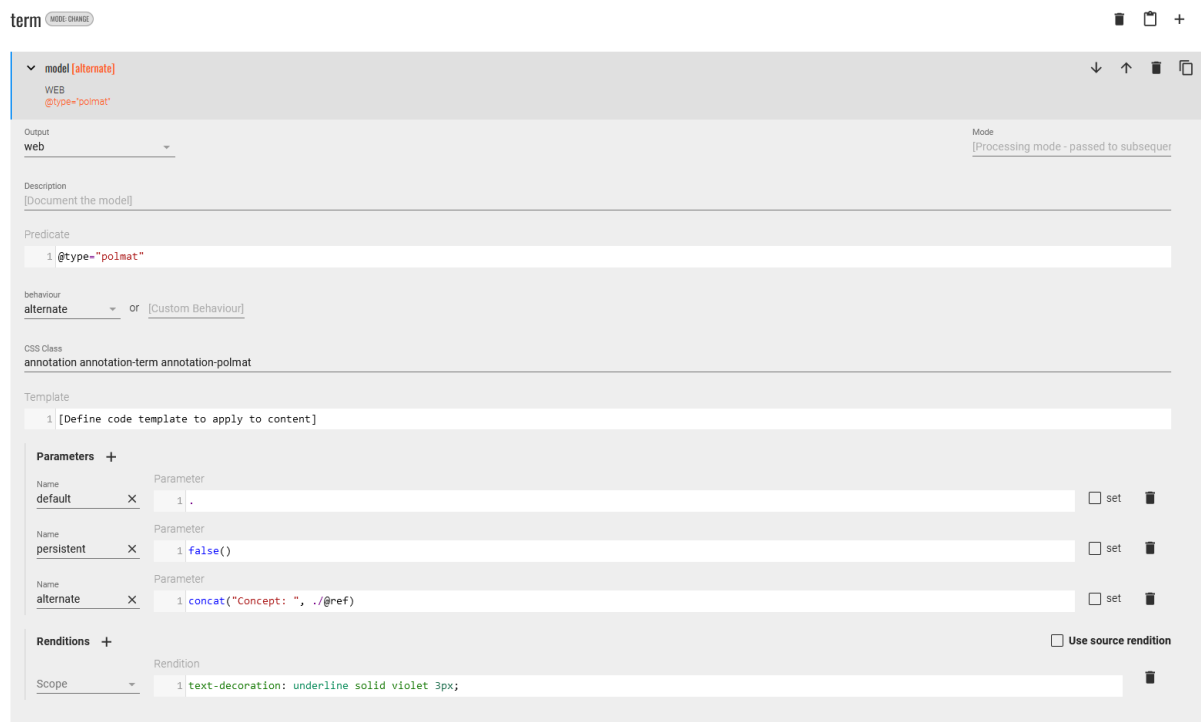 term MODE: CHANGE
model [alternate]
WEB
@type="polmat"
Output
web
Mode
[Processing mode - passed to subsequer
Description
[Document the model]
Predicate
1 @type="polmat"
behaviour
alternate or [Custom Behaviour]
CSS Class
annotation annotation-term annotation-polmat
Template
1 [Define code template to apply to content]
Parameters
Name
default
Parameter
1 .
set
Name
persistent
Parameter
1 false()
set
Name
alternate
Parameter
1 concat("Concept: ", ./@ref)
set
Renditions
Use source rendition
Scope
Rendition
1 text-decoration: underline solid violet 3px;